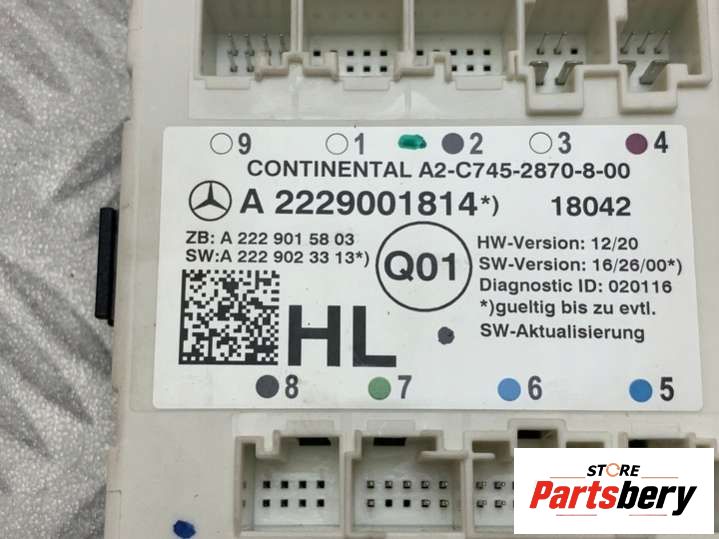 9 1 2 3 4
CONTINENTAL A2-C745-2870-8-00
A 2229001814*) 18042
ZB: A 222 901 58 03
SW:A 222 902 33 13*)
Q01
HW-Version: 12/20
SW-Version: 16/26/00*)
Diagnostic ID: 020116
*)gueltig bis zu evtl.
SW-Aktualisierung
HL
8 7 6 5
STORE
Partsbery